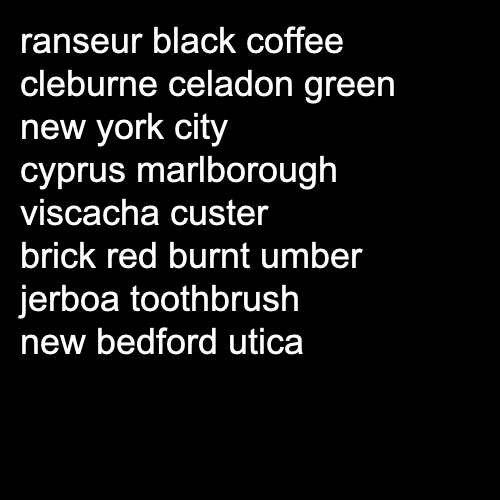 ranseur black coffee
cleburne celadon green
new york city
cyprus marlborough
viscacha custer
brick red burnt umber
jerboa toothbrush
new bedford utica